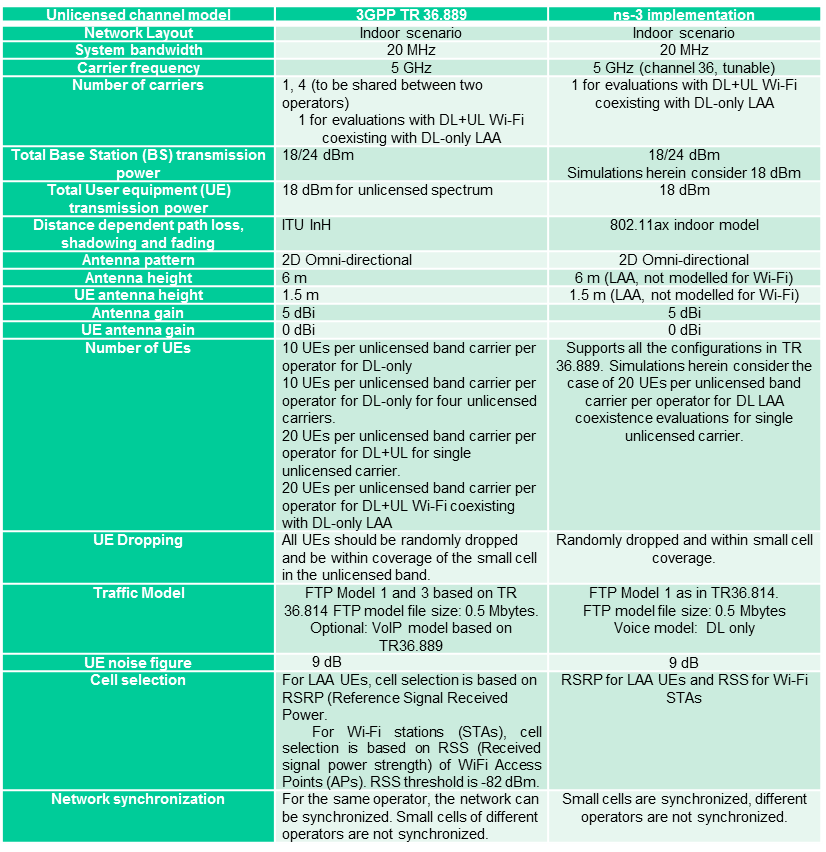 Unlicensed channel model 3GPP TR 36.889 ns-3 implementation
Network Layout Indoor scenario Indoor scenario
System bandwidth 20 MHz 20 MHz
Carrier frequency 5 GHz 5 GHz (channel 36, tunable)
Number of carriers
1, 4 (to be shared between two
operators)
1 for evaluations with DL+UL Wi-Fi
coexisting with DL-only LAA
1 for evaluations with DL+UL Wi-Fi
coexisting with DL-only LAA
Total Base Station (BS) transmission
power
18/24 dBm
18/24 dBm
Simulations herein consider 18 dBm
Total User equipment (UE)
transmission power
18 dBm for unlicensed spectrum
18 dBm
Distance dependent path loss,
shadowing and fading
ITU InH
802.11ax indoor model
Antenna pattern 2D Omni-directional 2D Omni-directional
Antenna height 6 m 6 m (LAA, not modelled for Wi-Fi)
UE antenna height 1.5 m 1.5 m (LAA, not modelled for Wi-Fi)
Antenna gain 5 dBi 5 dBi
UE antenna gain 0 dBi 0 dBi
Number of UEs
10 UEs per unlicensed band carrier per
operator for DL-only
10 UEs per unlicensed band carrier per
operator for DL-only for four unlicensed
carriers.
20 UEs per unlicensed band carrier per
operator for DL+UL for single
unlicensed carrier.
20 UEs per unlicensed band carrier per
operator for DL+UL Wi-Fi coexisting
with DL-only LAA
Supports all the configurations in TR
36.889. Simulations herein consider the
case of 20 UEs per unlicensed band
carrier per operator for DL LAA
coexistence evaluations for single
unlicensed carrier.
UE Dropping
All UEs should be randomly dropped
and be within coverage of the small cell
in the unlicensed band.
Randomly dropped and within small cell
coverage.
Traffic Model
FTP Model 1 and 3 based on TR
36.814 FTP model file size: 0.5 Mbytes.
Optional: VoIP model based on
TR36.889
FTP Model 1 as in TR36.814.
FTP model file size: 0.5 Mbytes
Voice model: DL only
UE noise figure 9 dB 9 dB
Cell selection
For LAA UEs, cell selection is based on
RSRP (Reference Signal Received
Power.
For Wi-Fi stations (STAs), cell
selection is based on RSS (Received
signal power strength) of WiFi Access
Points (APs). RSS threshold is -82 dBm.
RSRP for LAA UEs and RSS for Wi-Fi
STAs
Network synchronization
For the same operator, the network can
be synchronized. Small cells of different
operators are not synchronized.
Small cells are synchronized, different
operators are not synchronized.